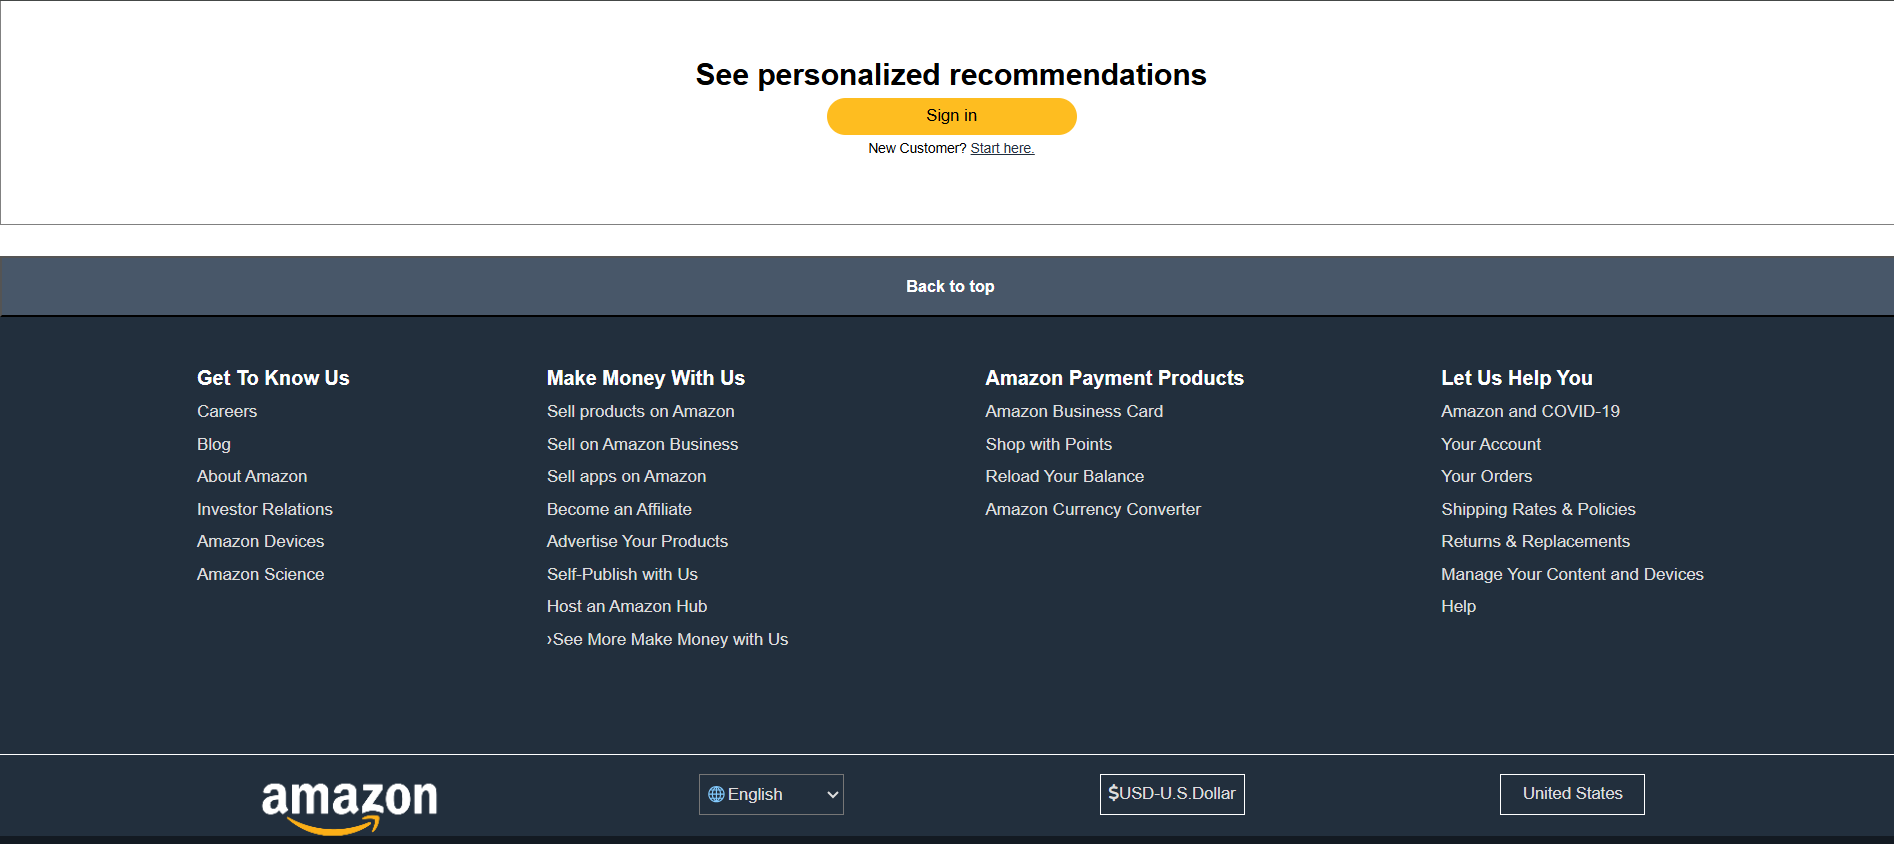 See personalized recommendations
Sign in
New Customer? Start here.
Back to top
Get To Know Us
Careers
Blog
About Amazon
Investor Relations
Amazon Devices
Amazon Science
Make Money With Us
Sell products on Amazon
Sell on Amazon Business
Sell apps on Amazon
Become an Affiliate
Advertise Your Products
Self-Publish with Us
Host an Amazon Hub
›See More Make Money with Us
Amazon Payment Products
Amazon Business Card
Shop with Points
Reload Your Balance
Amazon Currency Converter
Let Us Help You
Amazon and COVID-19
Your Account
Your Orders
Shipping Rates & Policies
Returns & Replacements
Manage Your Content and Devices
Help
amazon
English
$USD-U.S.Dollar
United States